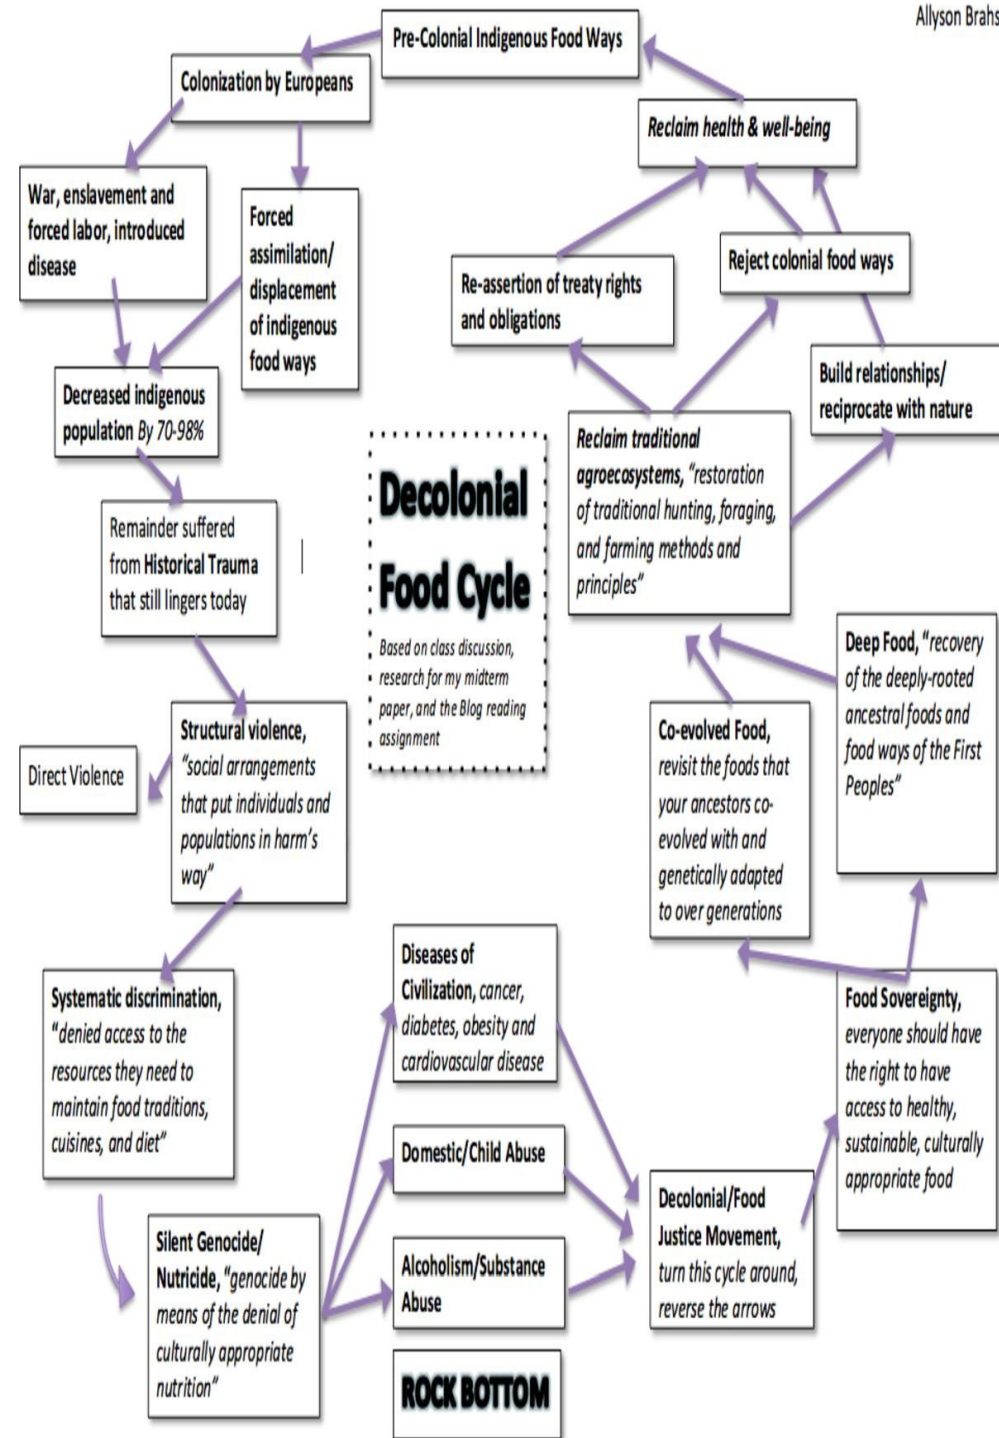 Allyson Brahs
Pre-Colonial Indigenous Food Ways
Colonization by Europeans
Reclaim health & well-being
War, enslavement and
forced labor, introduced
disease
Forced
assimilation/
displacement
of indigenous
food ways
Re-assertion of treaty rights
and obligations
Reject colonial food ways
Build relationships/
reciprocate with nature
Decreased indigenous
population By 70-98%
Reclaim traditional
agroecosystems, “restoration
of traditional hunting, foraging,
and farming methods and
principles”
Decolonial
Food Cycle
Based on class discussion,
research for my midterm
paper, and the Blog reading
assignment
Remainder suffered
from Historical Trauma
that still lingers today
Deep Food, “recovery
of the deeply-rooted
ancestral foods and
food ways of the First
Peoples”
Structural violence,
“social arrangements
that put individuals and
populations in harm’s
way”
Direct Violence
Co-evolved Food,
revisit the foods that
your ancestors co-
evolved with and
genetically adapted
to over generations
Diseases of
Civilization, cancer,
diabetes, obesity and
cardiovascular disease
Systematic discrimination,
“denied access to the
resources they need to
maintain food traditions,
cuisines, and diet”
Food Sovereignty,
everyone should have
the right to have
access to healthy,
sustainable, culturally
appropriate food
Domestic/Child Abuse
Decolonial/Food
Justice Movement,
turn this cycle around,
reverse the arrows
Silent Genocide/
Nutricide, “genocide by
means of the denial of
culturally appropriate
nutrition”
Alcoholism/Substance
Abuse
ROCK BOTTOM